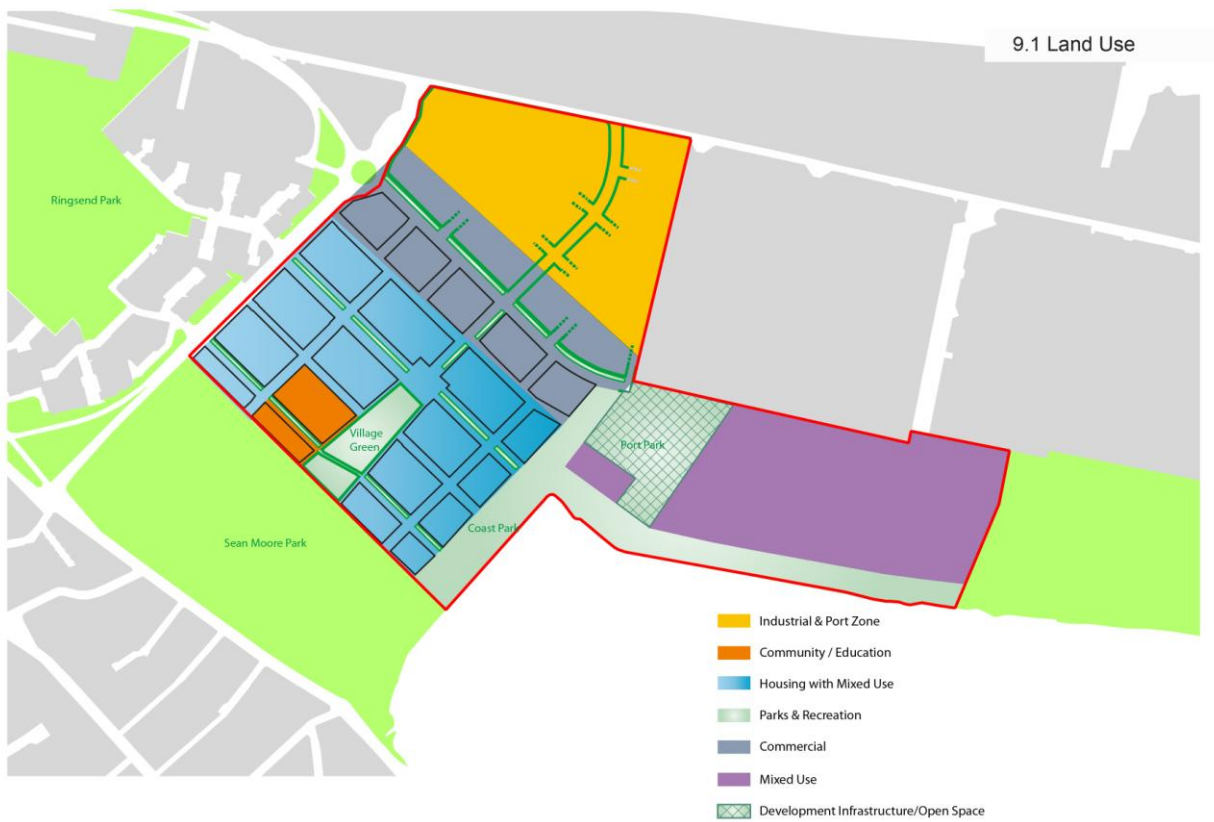 9.1 Land Use
Ringsend Park
Village
Green
Port Park
Coast Park
Sean Moore Park
Industrial & Port Zone
Community / Education
Housing with Mixed Use
Parks & Recreation
Commercial
Mixed Use
Development Infrastructure/Open Space